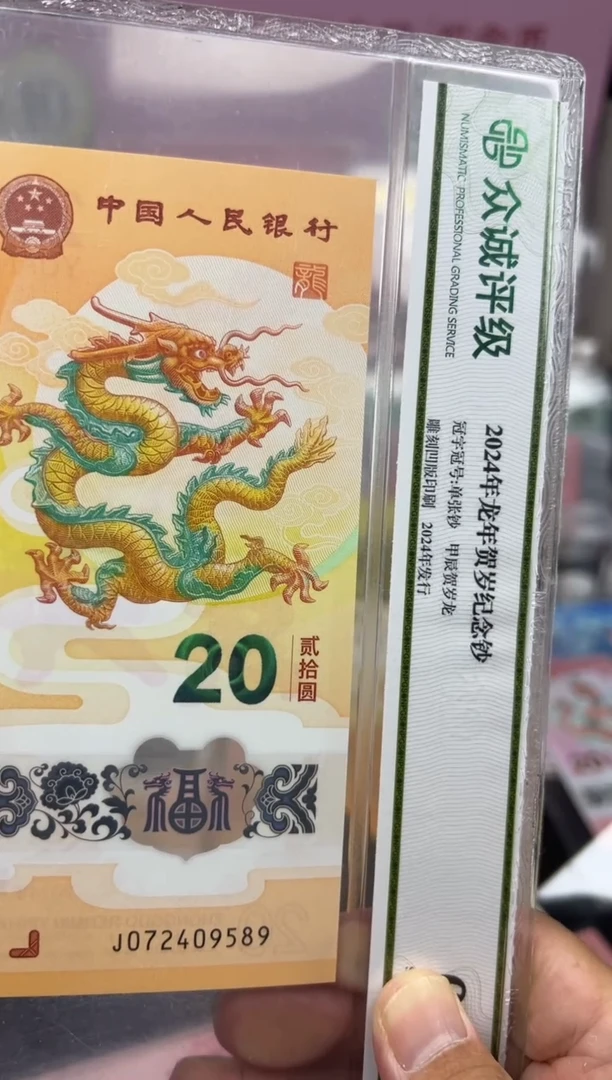 中国人民银行
龍
20
贰拾圆
福
J072409589
众诚评级
NUMISMATIC PROFESSIONAL GRADING SERVICE
2024年龙年贺岁纪念钞
冠字冠号:单张钞 甲辰贺岁龙
雕刻凹版印刷 2024年发行